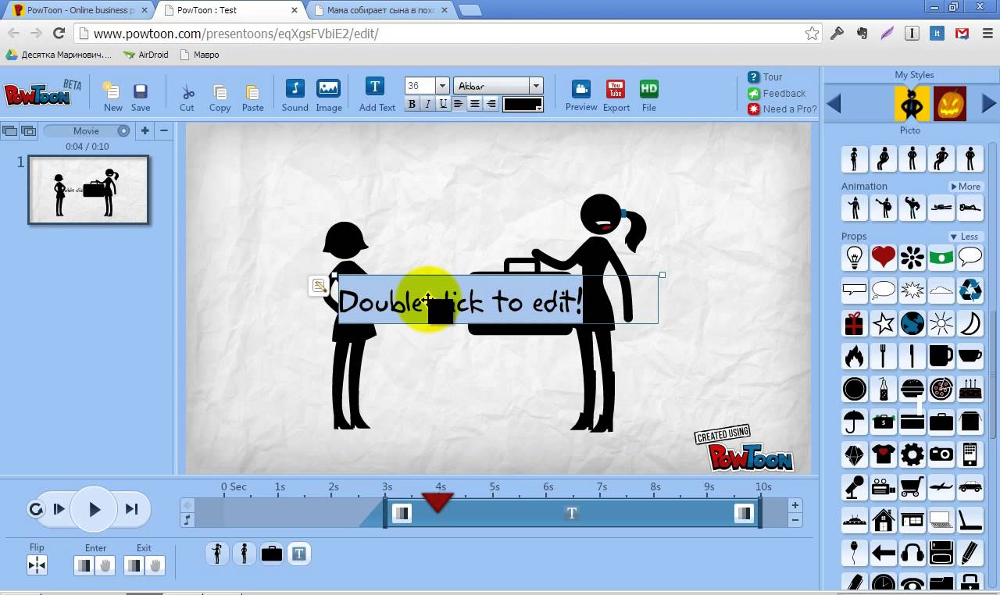 PowToon - Online business p
PowToon : Test
Мама собирает сына в пох
www.powtoon.com/presentoons/eqXgsFVbiE2/edit/
Десятка Маринович....
AirDroid
Мавро
PowToon BETA
New
Save
Cut
Copy
Paste
Sound
Image
T
Add Text
36
Akbar
B I U
Preview
You Tube
Export
HD
File
? Tour
Feedback
Need a Pro?
My Styles
Picto
Movie
0:04 / 0:10
1
Double click to edit!
CREATED USING
PowToon
Animation
More
Props
Less
0 Sec 1s 2s 3s 4s 5s 6s 7s 8s 9s 10s
T
Flip
Enter
Exit
T